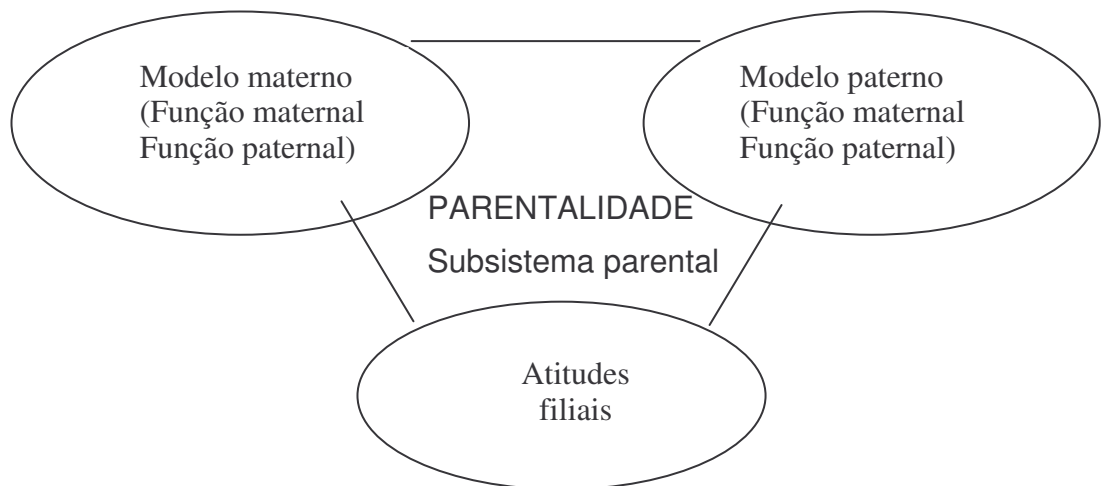 Modelo materno
(Função maternal
Função paternal)
Modelo paterno
(Função maternal
Função paternal)
PARENTALIDADE
Subsistema parental
Atitudes
filiais